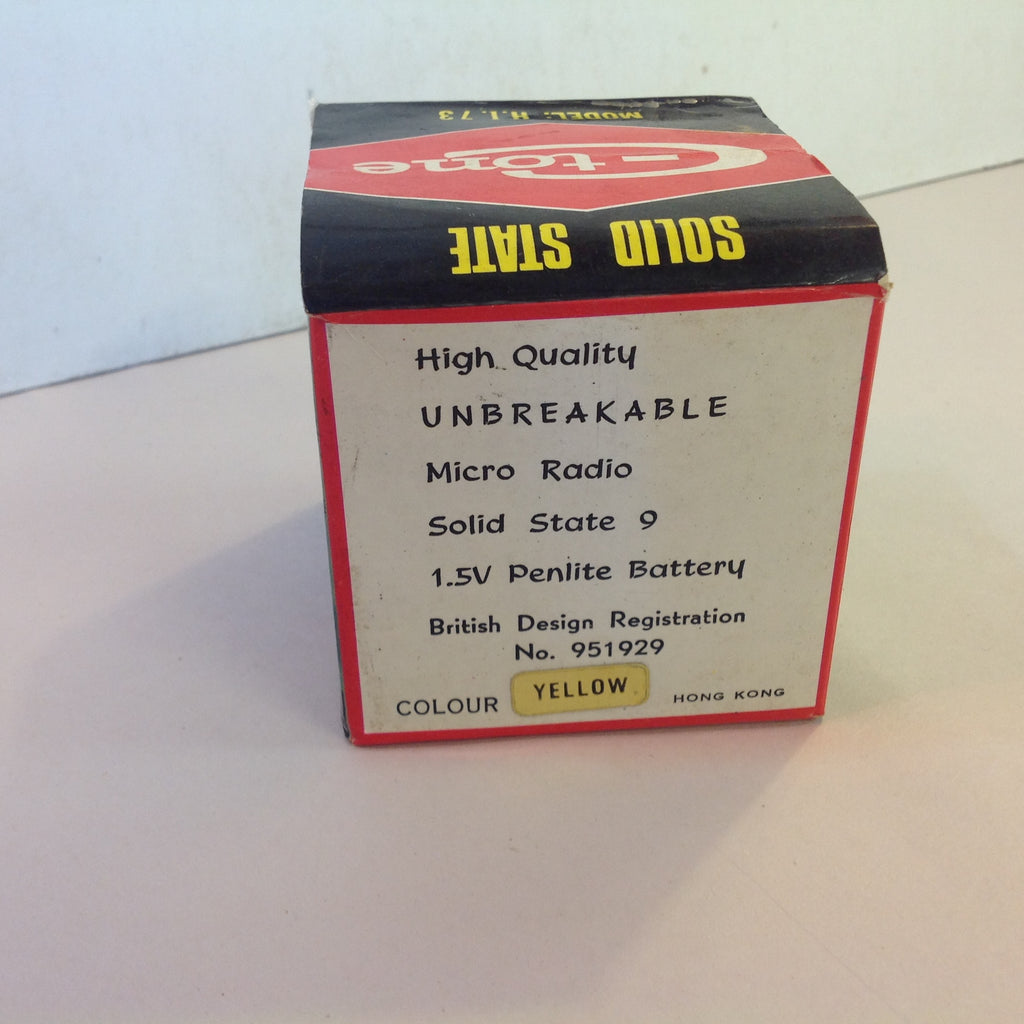 MODEL: H.I.73
C-tone
SOLID STATE
High Quality
UNBREAKABLE
Micro Radio
Solid State 9
1.5V Penlite Battery
British Design Registration
No. 951929
COLOUR YELLOW HONG KONG